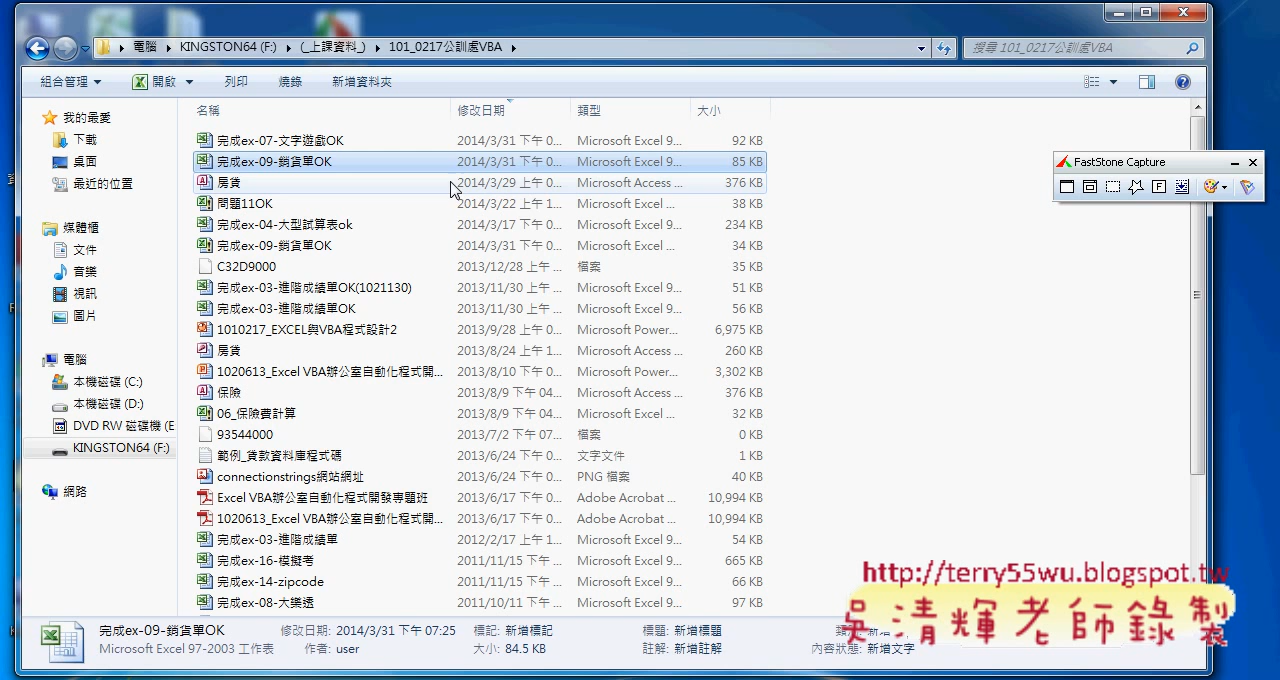 電腦 ▸ KINGSTON64 (F:) ▸ (_上課資料_) ▸ 101_0217公訓處VBA ▸
搜尋 101_0217公訓處VBA
組合管理 開啟 列印 燒錄 新增資料夾
我的最愛
下載
桌面
最近的位置
媒體櫃
文件
音樂
視訊
圖片
電腦
本機磁碟 (C:)
本機磁碟 (D:)
DVD RW 磁碟機 (E
KINGSTON64 (F:)
網路
名稱 修改日期 類型 大小
完成ex-07-文字遊戲OK 2014/3/31 下午 0... Microsoft Excel 9... 92 KB
完成ex-09-銷貨單OK 2014/3/31 下午 0... Microsoft Excel 9... 85 KB
房貸 2014/3/29 上午 0... Microsoft Access ... 376 KB
問題11OK 2014/3/22 上午 1... Microsoft Excel ... 38 KB
完成ex-04-大型試算表ok 2014/3/17 下午 0... Microsoft Excel 9... 234 KB
完成ex-09-銷貨單OK 2014/3/31 下午 0... Microsoft Excel ... 34 KB
C32D9000 2013/12/28 上午 ... 檔案 35 KB
完成ex-03-進階成績單OK(1021130) 2013/11/30 上午 ... Microsoft Excel 9... 51 KB
完成ex-03-進階成績單OK 2013/11/30 上午 ... Microsoft Excel 9... 56 KB
1010217_EXCEL與VBA程式設計2 2013/9/28 上午 0... Microsoft Power... 6,975 KB
房貸 2013/8/24 上午 1... Microsoft Access ... 260 KB
1020613_Excel VBA辦公室自動化程式開... 2013/8/10 下午 0... Microsoft Power... 3,302 KB
保險 2013/8/9 下午 04... Microsoft Access ... 376 KB
06_保險費計算 2013/8/9 下午 04... Microsoft Excel ... 32 KB
93544000 2013/7/2 下午 07... 檔案 0 KB
範例_貸款資料庫程式碼 2013/6/24 下午 0... 文字文件 1 KB
connectionstrings網站網址 2013/6/24 下午 0... PNG 檔案 40 KB
Excel VBA辦公室自動化程式開發專題班 2013/6/17 下午 0... Adobe Acrobat ... 10,994 KB
1020613_Excel VBA辦公室自動化程式開... 2013/6/17 下午 0... Adobe Acrobat ... 10,994 KB
完成ex-03-進階成績單 2012/2/17 上午 1... Microsoft Excel 9... 54 KB
完成ex-16-模擬考 2011/11/15 下午 ... Microsoft Excel 9... 665 KB
完成ex-14-zipcode 2011/11/15 下午 ... Microsoft Excel 9... 66 KB
完成ex-08-大樂透 2011/10/11 下午 ... Microsoft Excel 9... 97 KB
FastStone Capture
完成ex-09-銷貨單OK 修改日期: 2014/3/31 下午 07:25 標記: 新增標記 標題: 新增標題
Microsoft Excel 97-2003 工作表 作者: user 大小: 84.5 KB 註解: 新增註解 內容狀態: 新增文字
http://terry55wu.blogspot.tw
吳清輝老師錄製